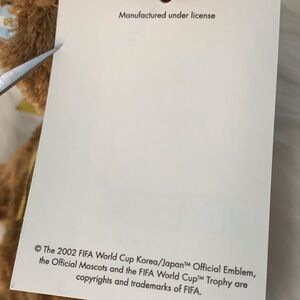 Manufactured under license
© The 2002 FIFA World Cup Korea/Japan™ Official Emblem,
the Official Mascots and the FIFA World Cup™ Trophy are
copyrights and trademarks of FIFA.